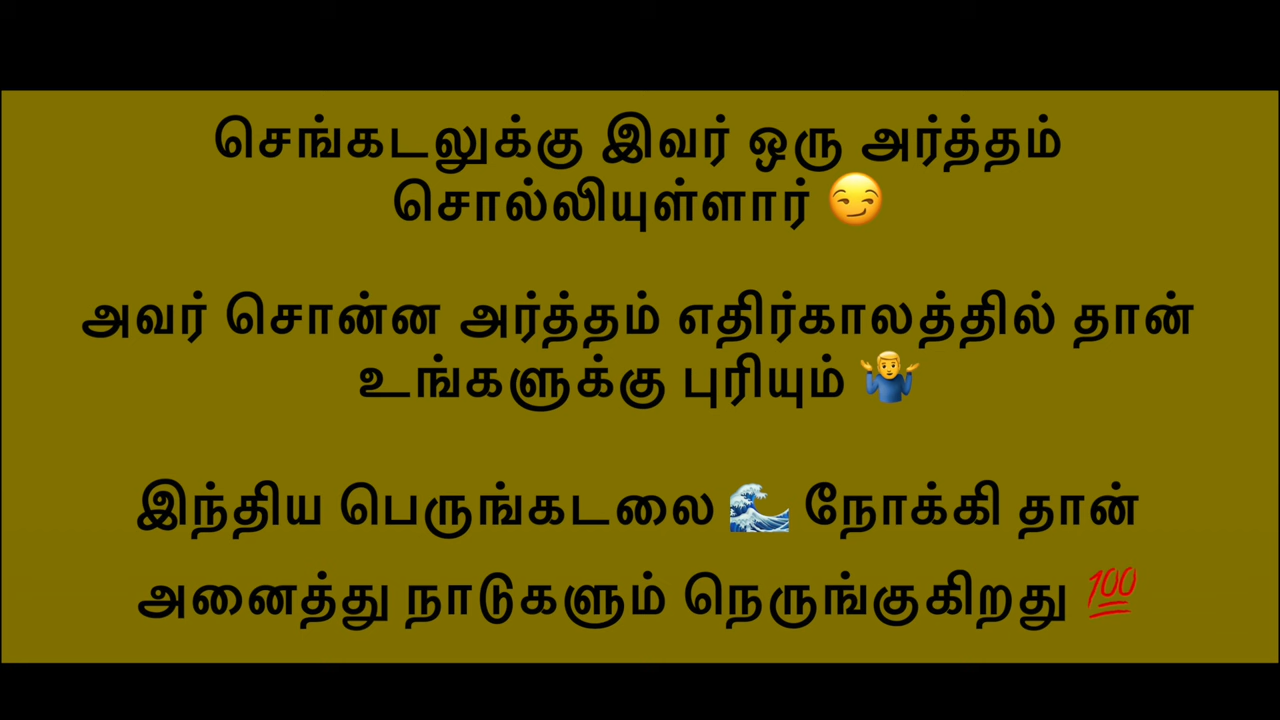 செங்கடலுக்கு இவர் ஒரு அர்த்தம்
சொல்லியுள்ளார் 😏
அவர் சொன்ன அர்த்தம் எதிர்காலத்தில் தான்
உங்களுக்கு புரியும் 🤷‍♂️
இந்திய பெருங்கடலை 🌊 நோக்கி தான்
அனைத்து நாடுகளும் நெருங்குகிறது 💯